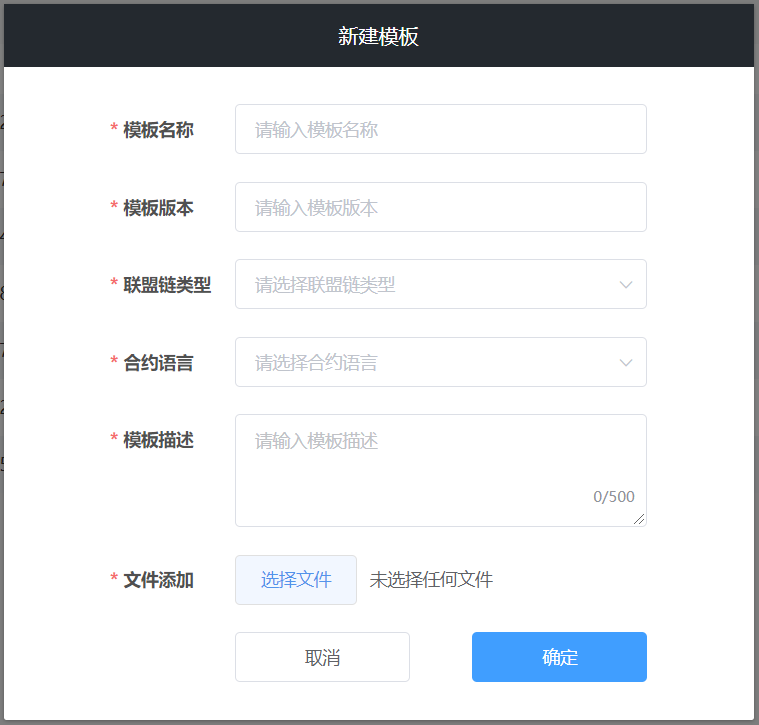 新建模板
* 模板名称 请输入模板名称
* 模板版本 请输入模板版本
* 联盟链类型 请选择联盟链类型
* 合约语言 请选择合约语言
* 模板描述 请输入模板描述
0/500
* 文件添加 选择文件 未选择任何文件
取消 确定